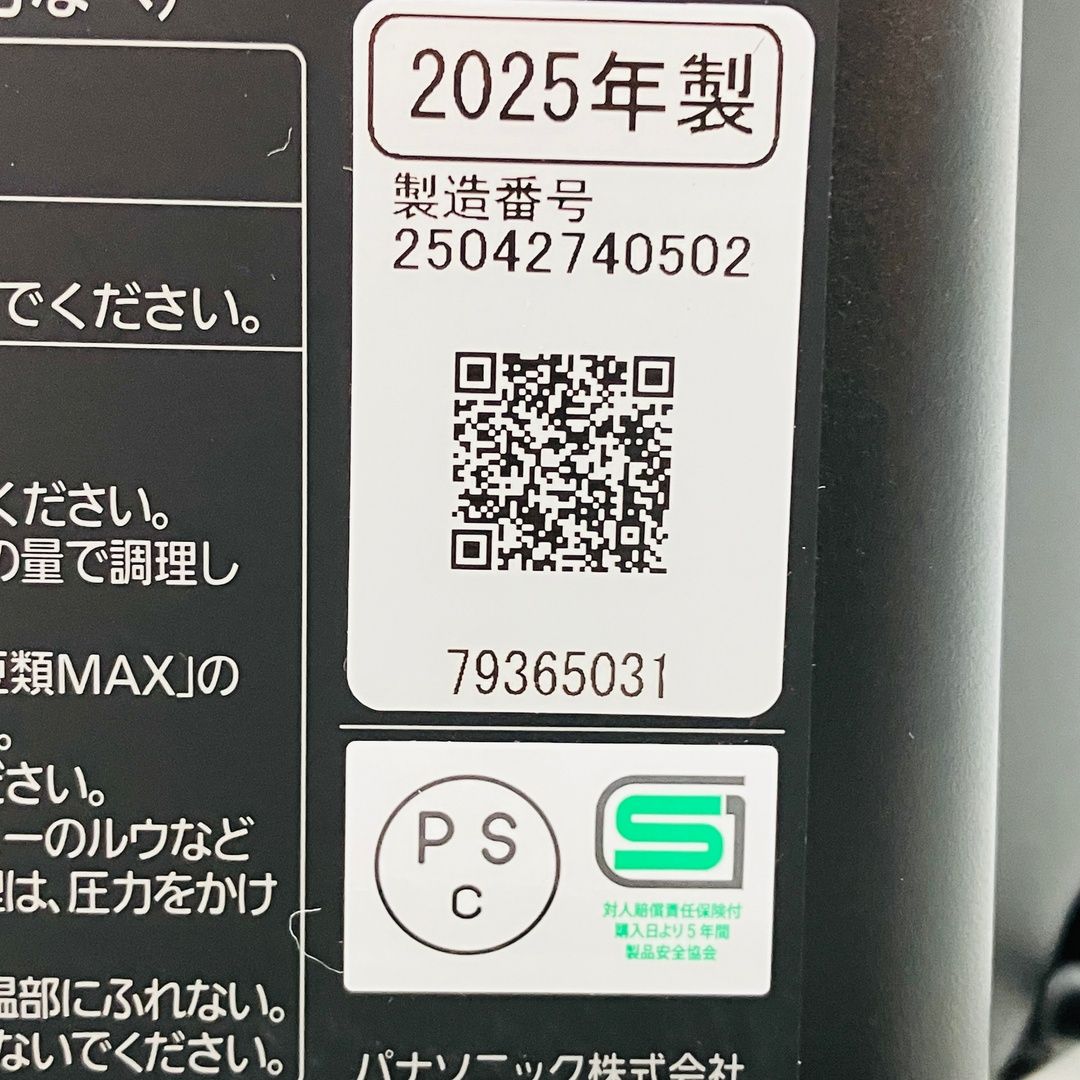 でください。
ください。
の量で調理し
類MAX」の
。
ださい。
ーのルウなど
は、圧力をかけ
温部にふれない。
ないでください。
2025年製
製造番号
25042740502
79365031
PS
C
S
対人賠償責任保険付
購入日より5年間
製品安全協会
パナソニック株式会社